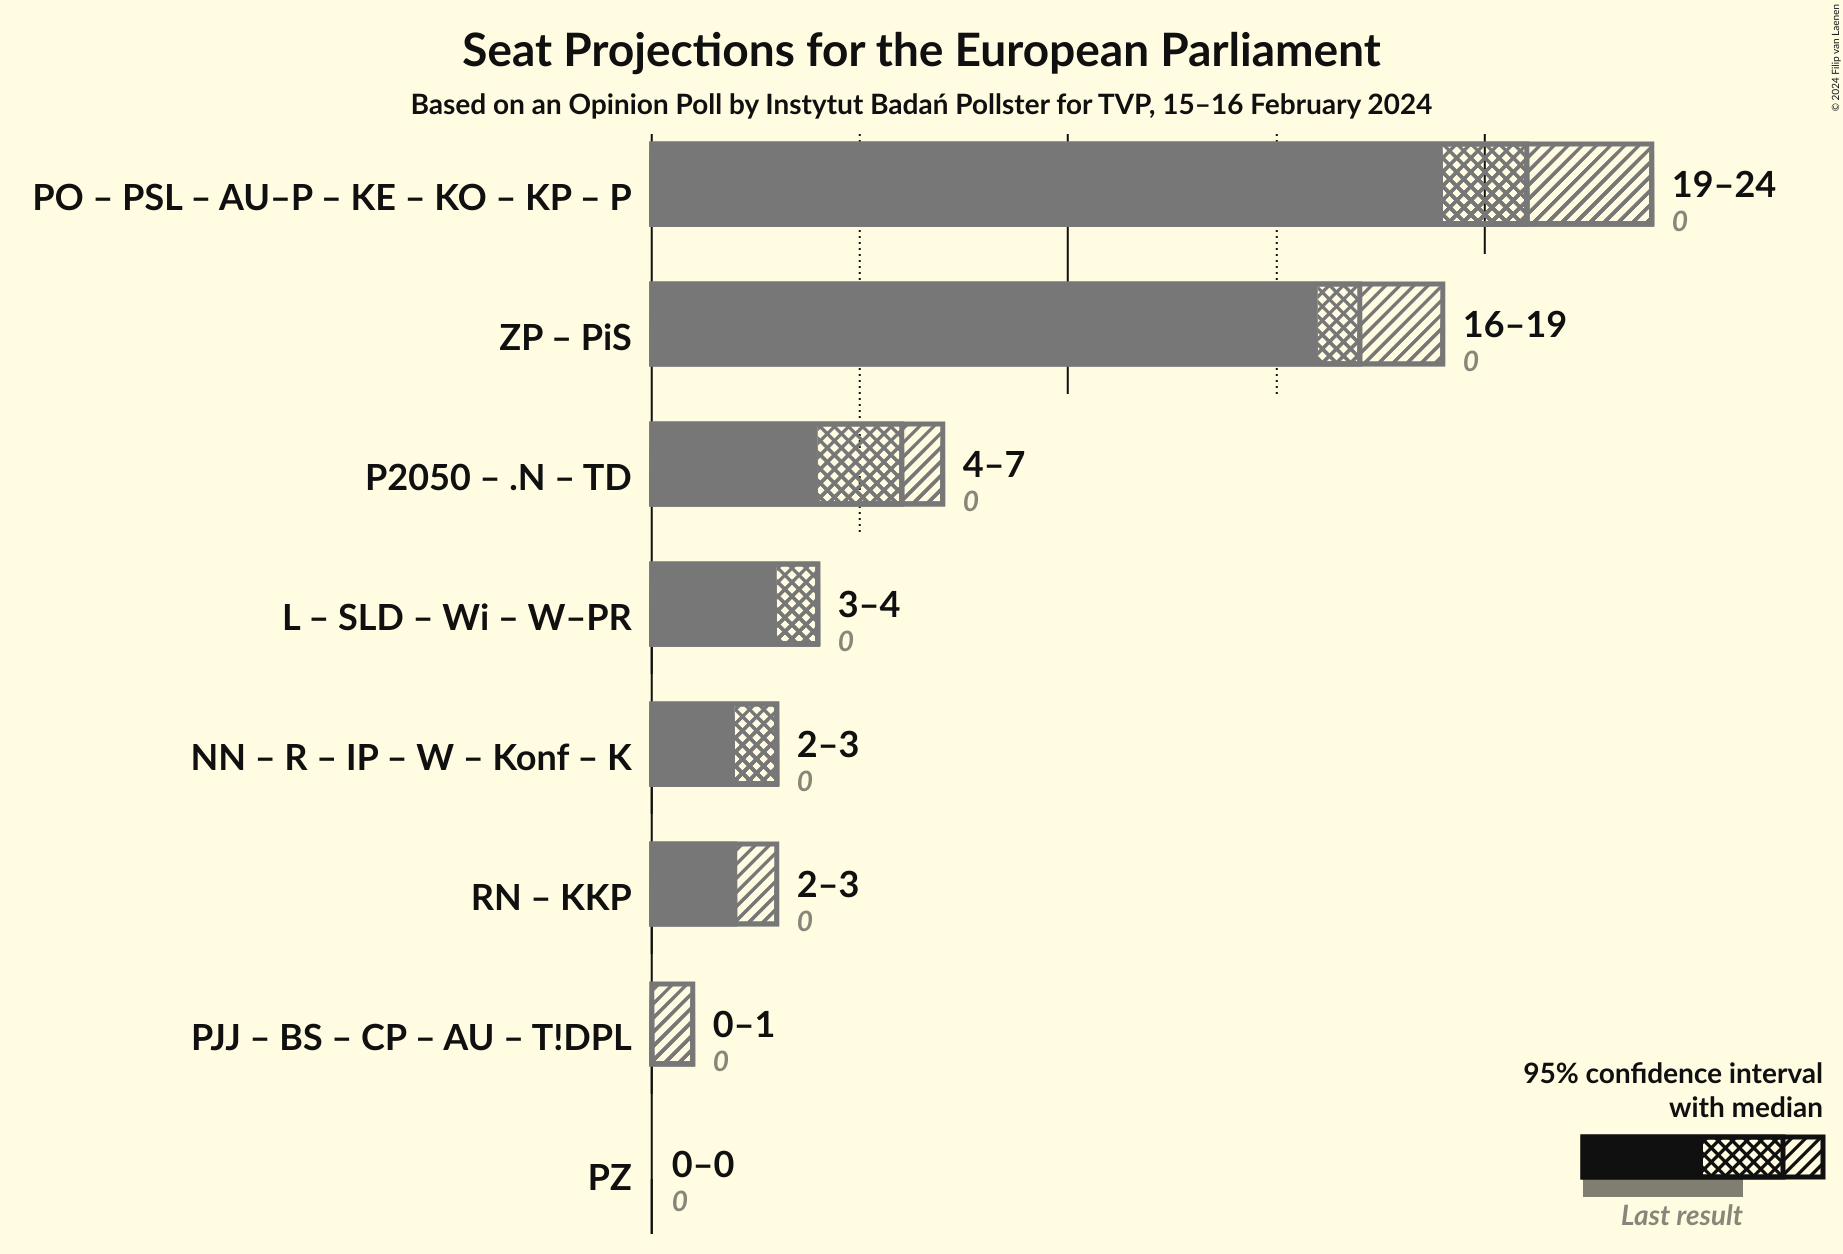 Seat Projections for the European Parliament
Based on an Opinion Poll by Instytut Badań Pollster for TVP, 15–16 February 2024
© 2024 Filip van Laenen
PO – PSL – AU–P – KE – KO – KP – P
19–24
0
ZP – PiS
16–19
0
P2050 – .N – TD
4–7
0
L – SLD – Wi – W–PR
3–4
0
NN – R – IP – W – Konf – K
2–3
0
RN – KKP
2–3
0
PJJ – BS – CP – AU – T!DPL
0–1
0
PZ
0–0
0
95% confidence interval
with median
Last result